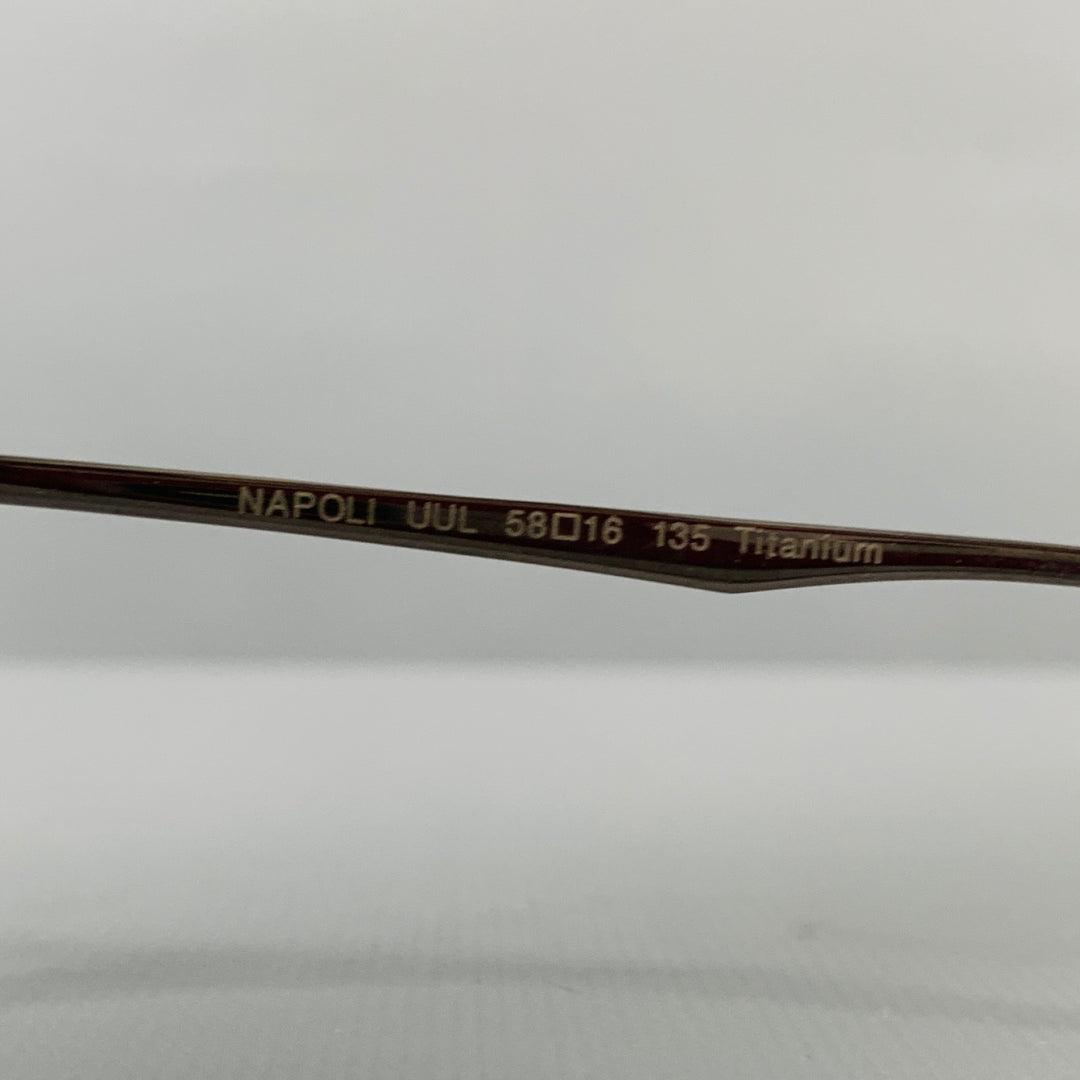 NAPOLI UUL 58□16 135 Titanium